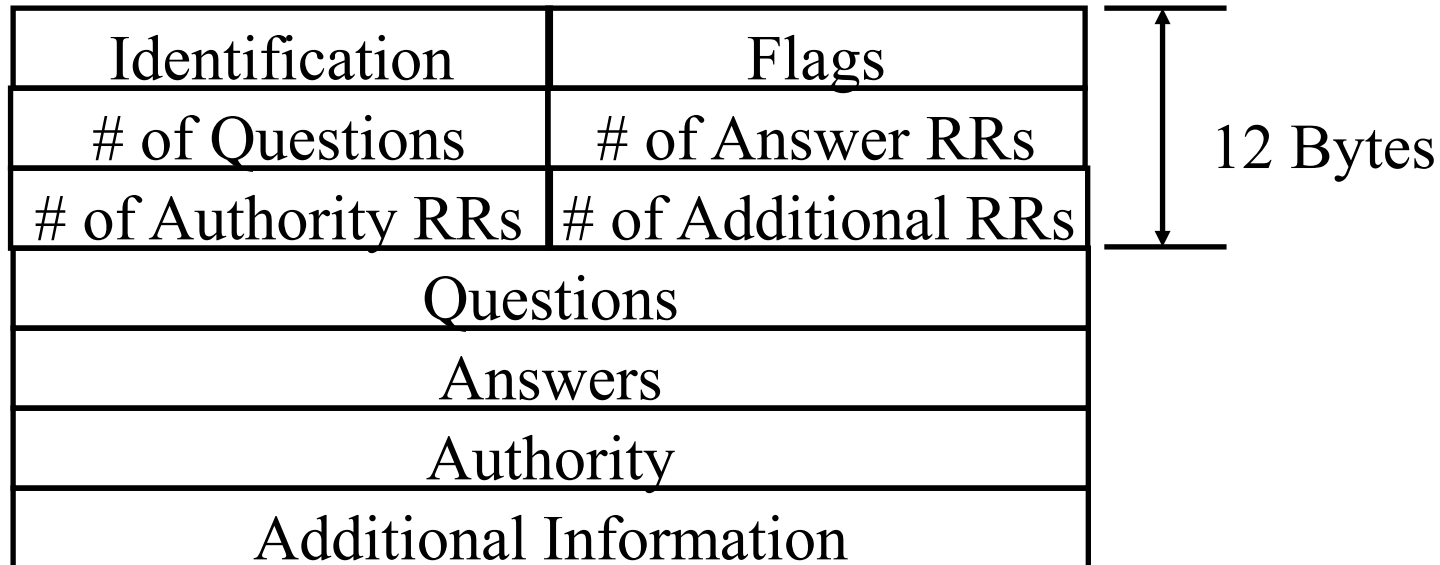 Identification Flags
# of Questions # of Answer RRs
12 Bytes
# of Authority RRs # of Additional RRs
Questions
Answers
Authority
Additional Information